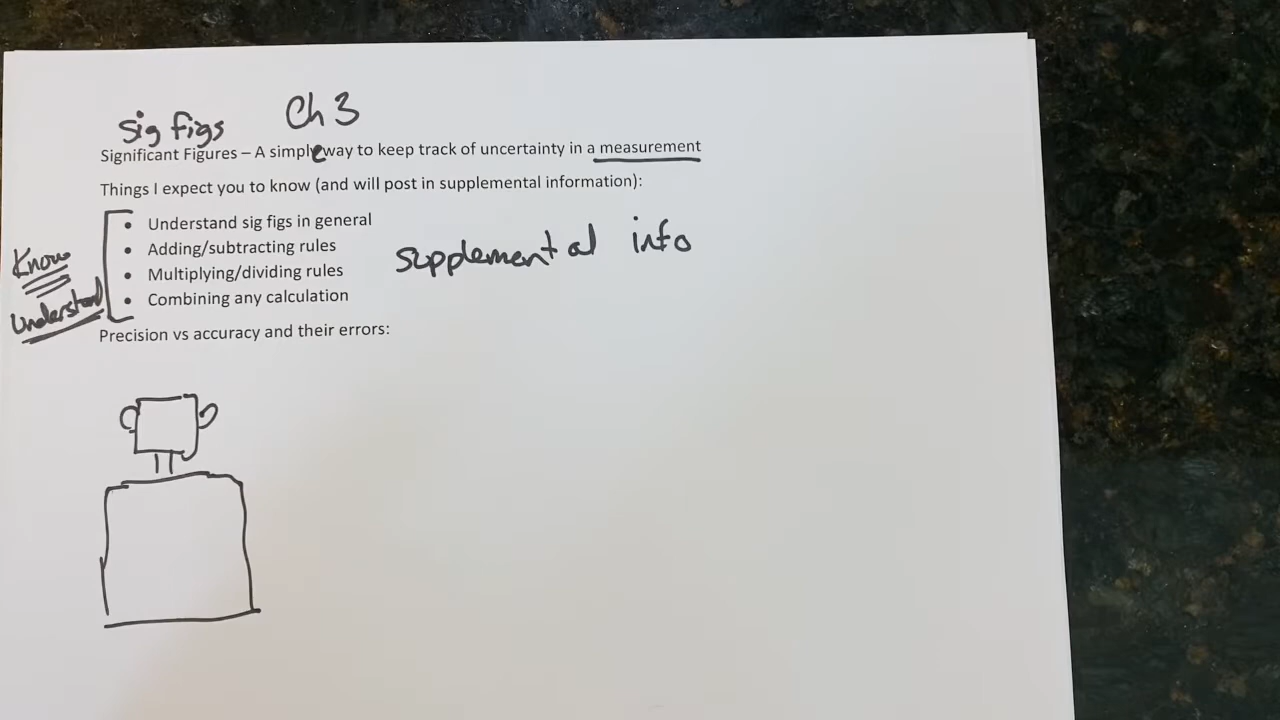 Sig figs Ch 3
Significant Figures – A simple way to keep track of uncertainty in a measurement
Things I expect you to know (and will post in supplemental information):
• Understand sig figs in general
• Adding/subtracting rules
• Multiplying/dividing rules
• Combining any calculation
Know
Understand
supplemental info
Precision vs accuracy and their errors: